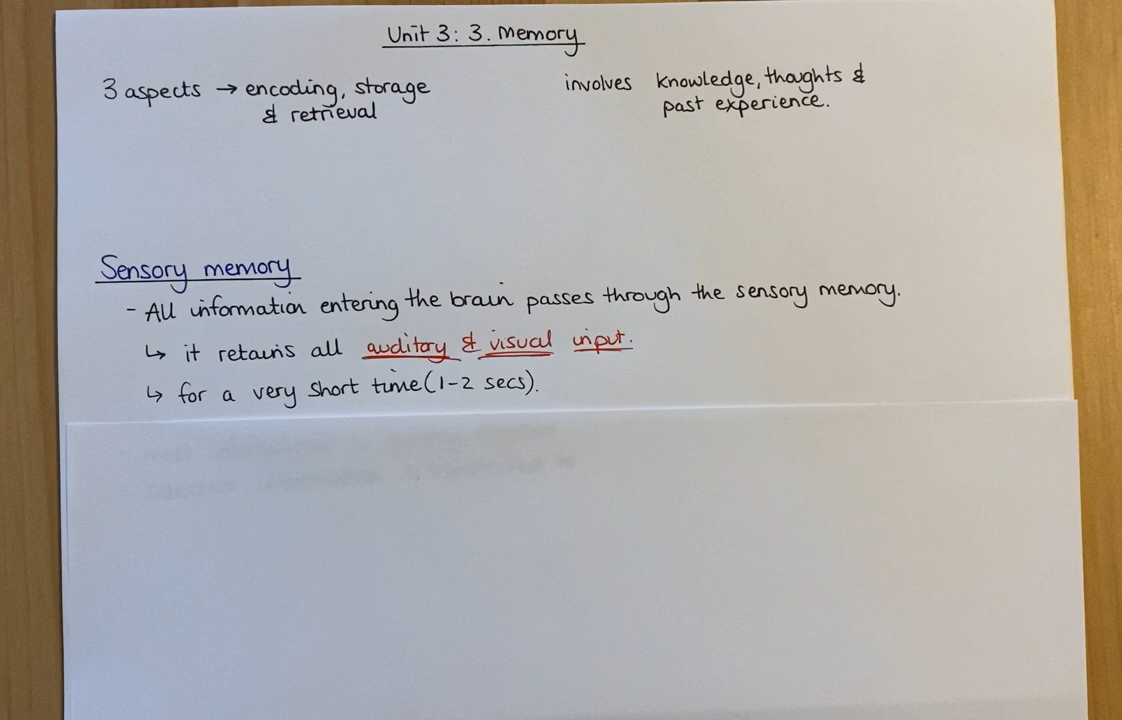 Unit 3: 3. Memory
3 aspects → encoding, storage
& retrieval
involves knowledge, thoughts &
past experience.
Sensory memory
- All information entering the brain passes through the sensory memory.
↳ it retains all auditory & visual input.
↳ for a very short time (1-2 secs).